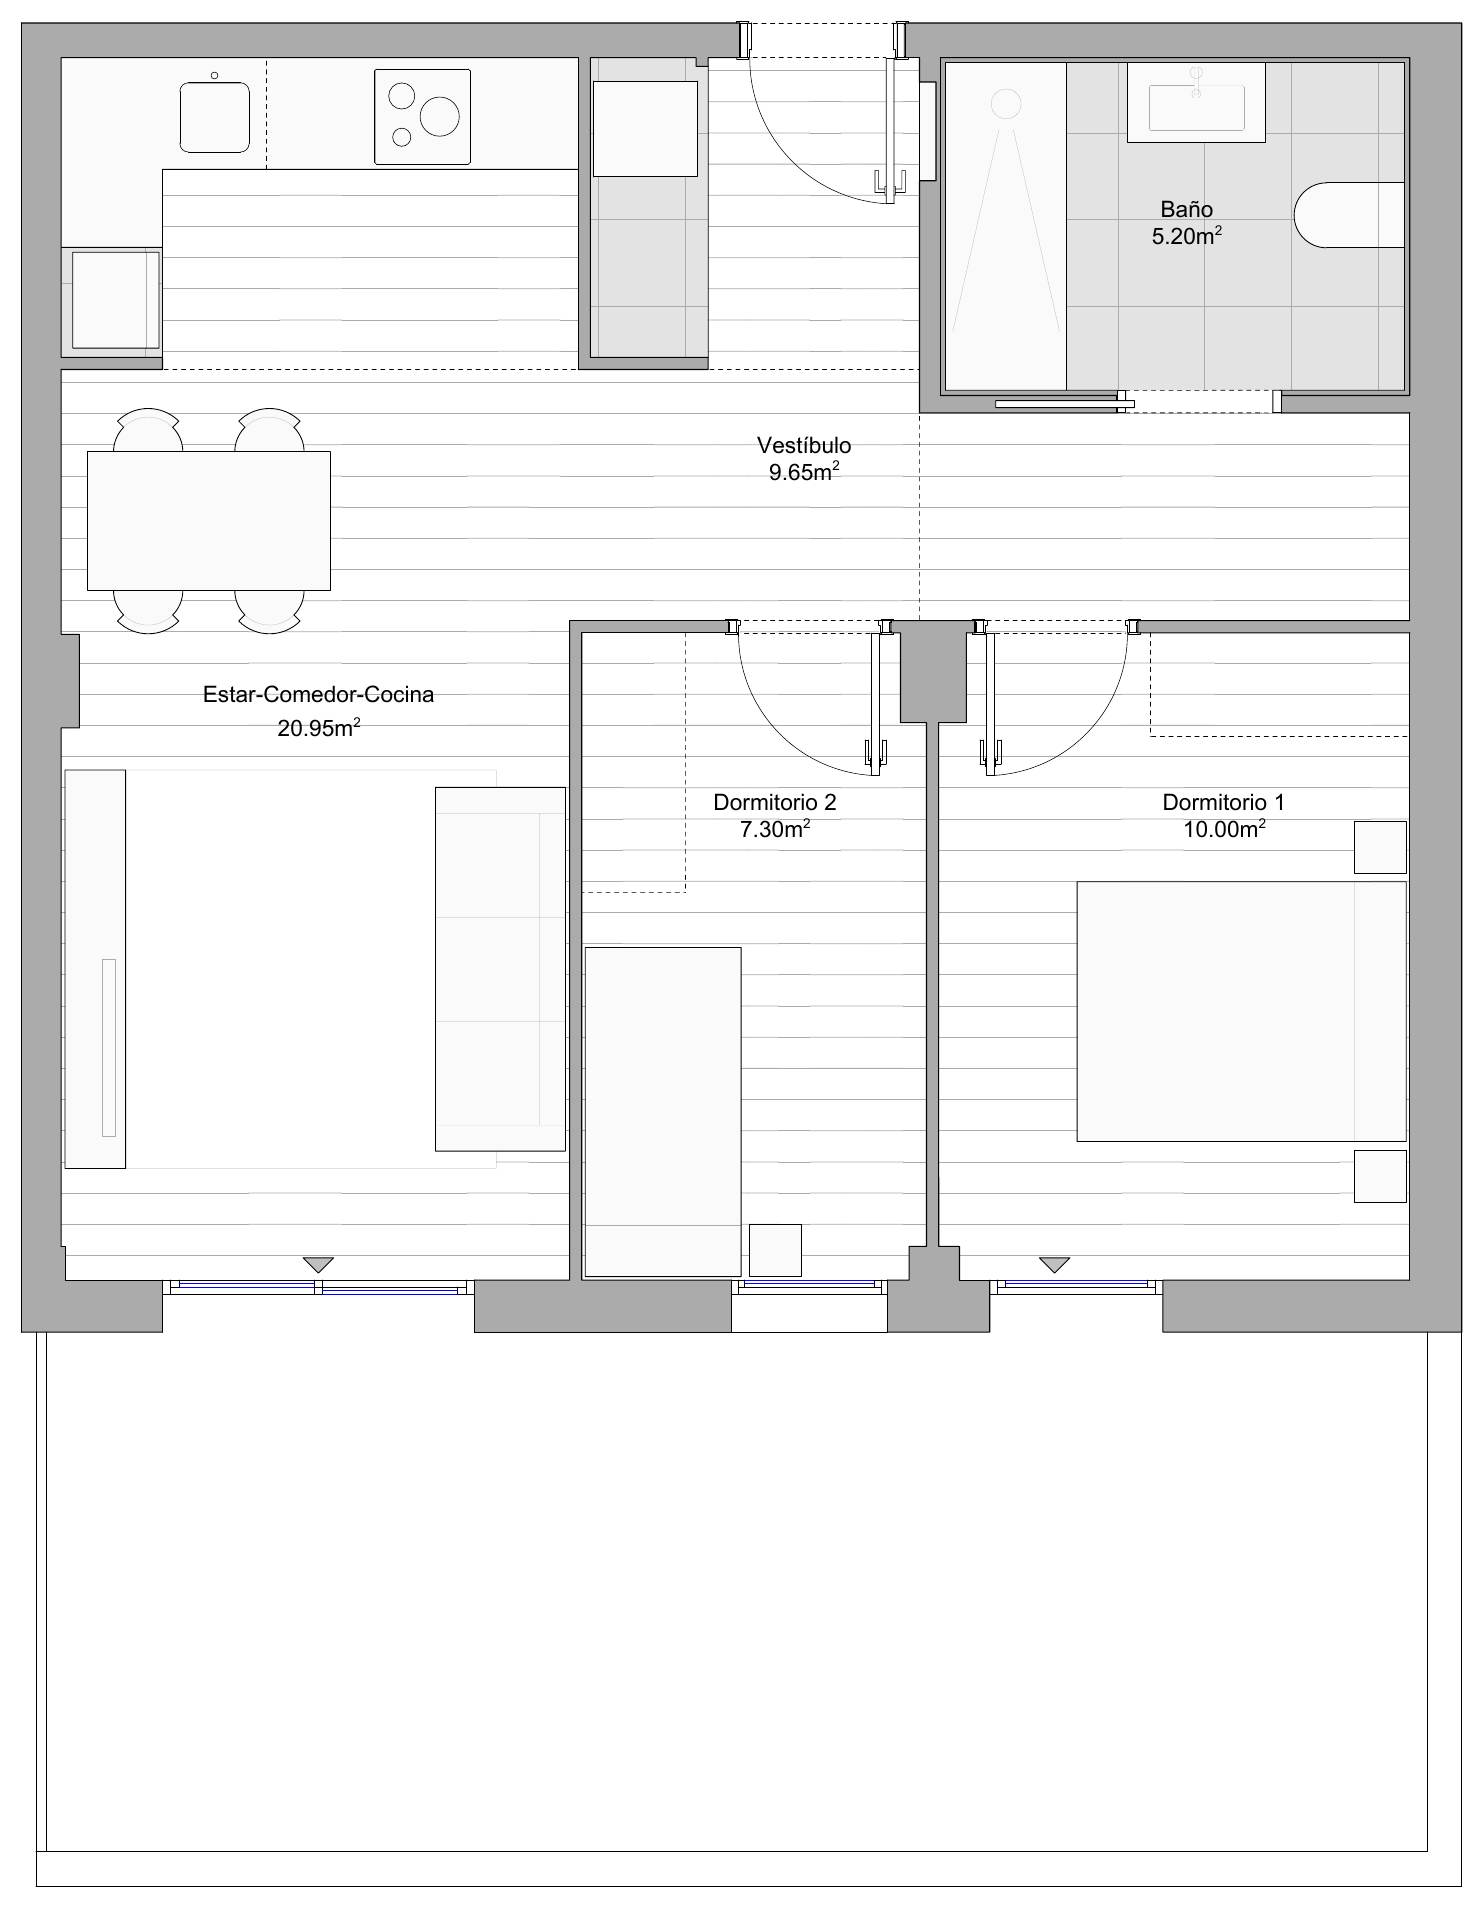 Baño
5.20m²
Vestíbulo
9.65m²
Estar-Comedor-Cocina
20.95m²
Dormitorio 2
7.30m²
Dormitorio 1
10.00m²